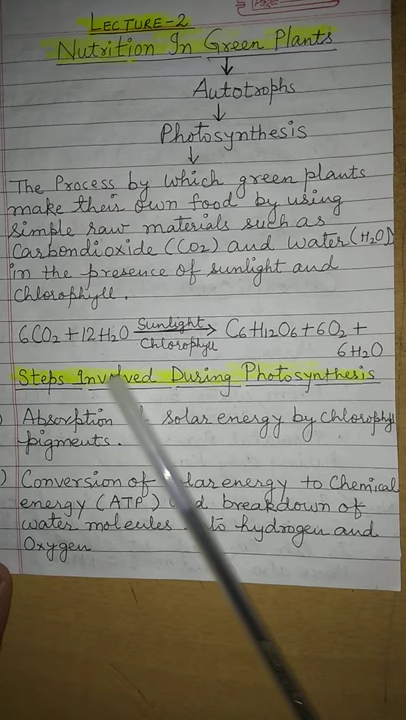 LECTURE-2
Nutrition In Green Plants
↓
Autotrophs
↓
Photosynthesis
↓
The Process by which green plants
make their own food by using
simple raw materials such as
Carbondioxide (CO2) and water (H2O)
in the presence of sunlight and
chlorophyll.
6CO2 + 12H2O Sunlight→ Chlorophyll C6H12O6 + 6O2 +
6H2O
Steps Involved During Photosynthesis
) Absorption solar energy by chlorophyl
pigments.
) Conversion of energy to Chemical
energy (ATP) breakdown of
water molecules to hydrogen and
Oxygen